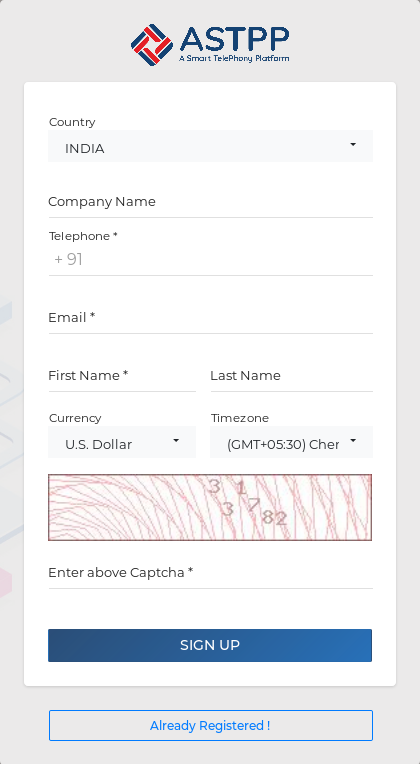 ASTPP
A Smart TelePhony Platform
Country
INDIA
Company Name
Telephone *
+ 91
Email *
First Name * Last Name
Currency Timezone
U.S. Dollar (GMT+05:30) Cher
3 1
3 7 82
Enter above Captcha *
SIGN UP
Already Registered !